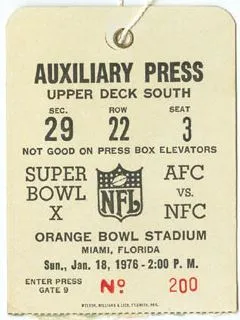 AUXILIARY PRESS
UPPER DECK SOUTH
SEC. ROW SEAT
29 22 3
NOT GOOD ON PRESS BOX ELEVATORS
SUPER BOWL X
NFL
AFC VS. NFC
ORANGE BOWL STADIUM
MIAMI, FLORIDA
Sun., Jan. 18, 1976 - 2:00 P. M.
ENTER PRESS GATE 9
No 200